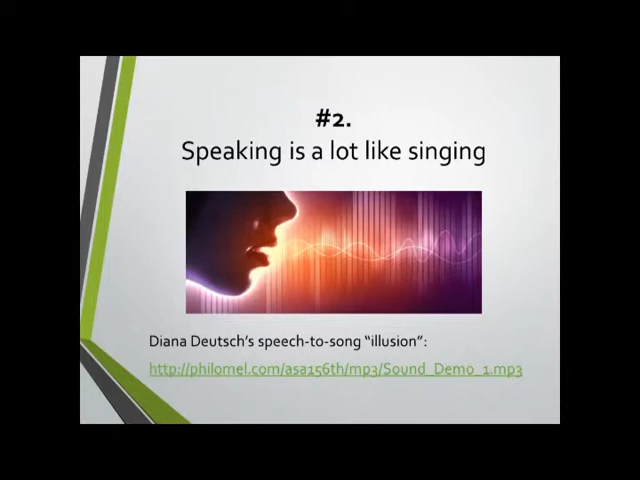 #2.
Speaking is a lot like singing
Diana Deutsch's speech-to-song “illusion”:
http://philomel.com/asa156th/mp3/Sound_Demo_1.mp3